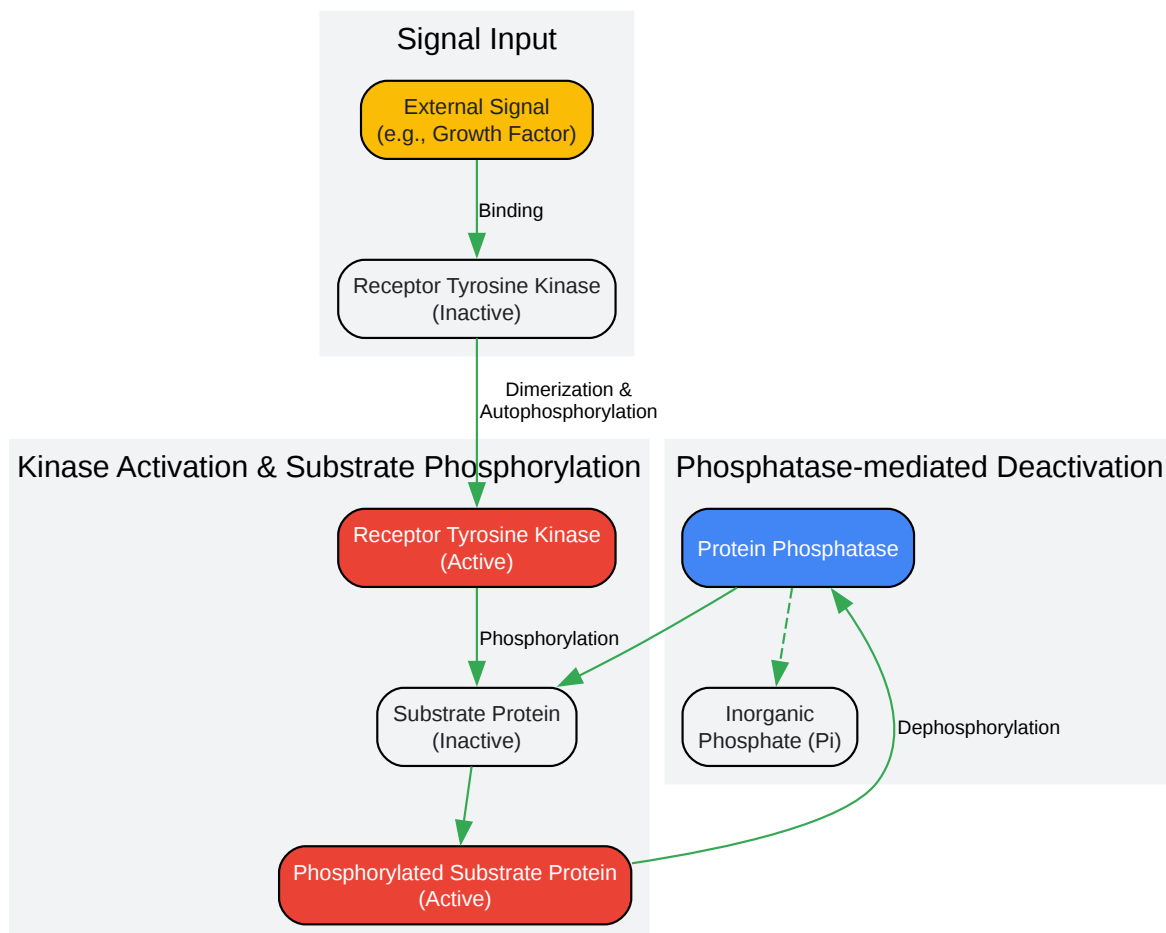 Signal Input
External Signal
(e.g., Growth Factor)
Binding
Receptor Tyrosine Kinase
(Inactive)
Dimerization &
Autophosphorylation
Kinase Activation & Substrate Phosphorylation
Receptor Tyrosine Kinase
(Active)
Phosphorylation
Substrate Protein
(Inactive)
Phosphorylated Substrate Protein
(Active)
Phosphatase-mediated Deactivation
Protein Phosphatase
Inorganic
Phosphate (Pi)
Dephosphorylation